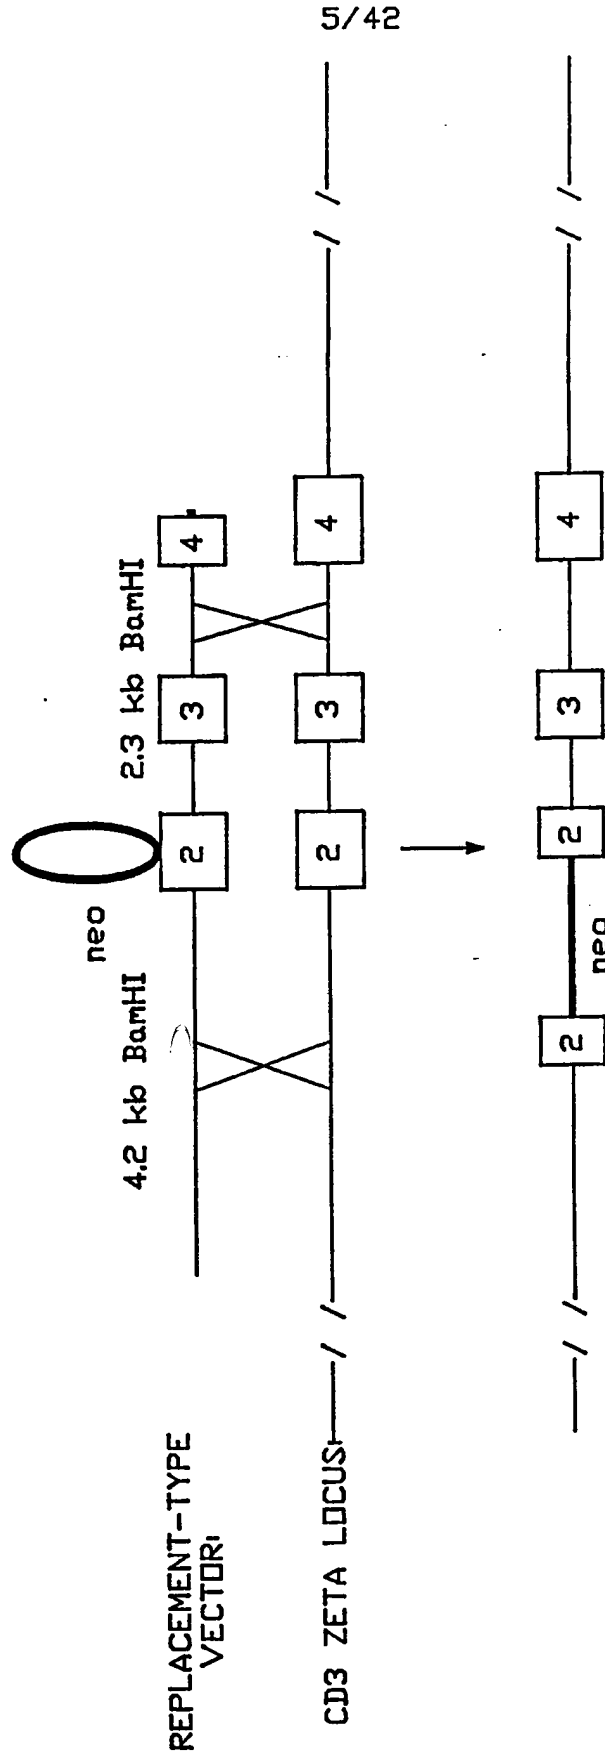 5/42
REPLACEMENT-TYPE
VECTOR:
4.2 kb BamHI
neo
2.3 kb BamHI
2
3
4
CD3 ZETA LOCUS:
2
3
4
2
neo
2
3
4